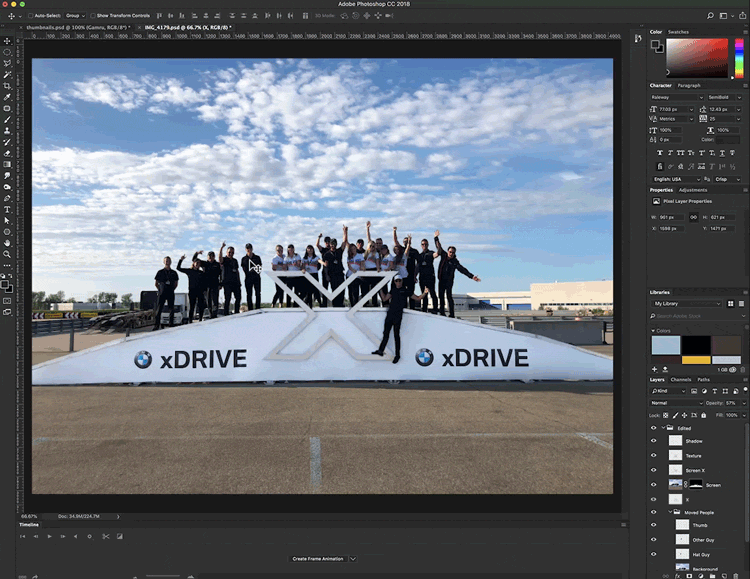 Adobe Photoshop CC 2018
Auto-Select: Group
Show Transform Controls
3D Mode:
thumbnails.psd @ 100% (Gamra, RGB/8*) *
IMG_4179.psd @ 66.7% (X, RGB/8) *
xDRIVE
xDRIVE
66.67%
Doc: 34.9M/224.7M
Timeline
Create Frame Animation
Color
Swatches
Character
Paragraph
Raleway
SemiBold
77.03 px
12.43 px
Metrics
25
100%
100%
0 px
Color:
English: USA
Crisp
Properties
Adjustments
Pixel Layer Properties
W: 961 px
H: 621 px
X: 1598 px
Y: 1471 px
Libraries
My Library
Search Adobe Stock
Colors
1 GB
Layers
Channels
Paths
Kind
Normal
Opacity: 57%
Lock:
Fill: 100%
Edited
Shadow
Texture
Screen X
Screen
X
Moved People
Thumb
Other Guy
Hat Guy
Background